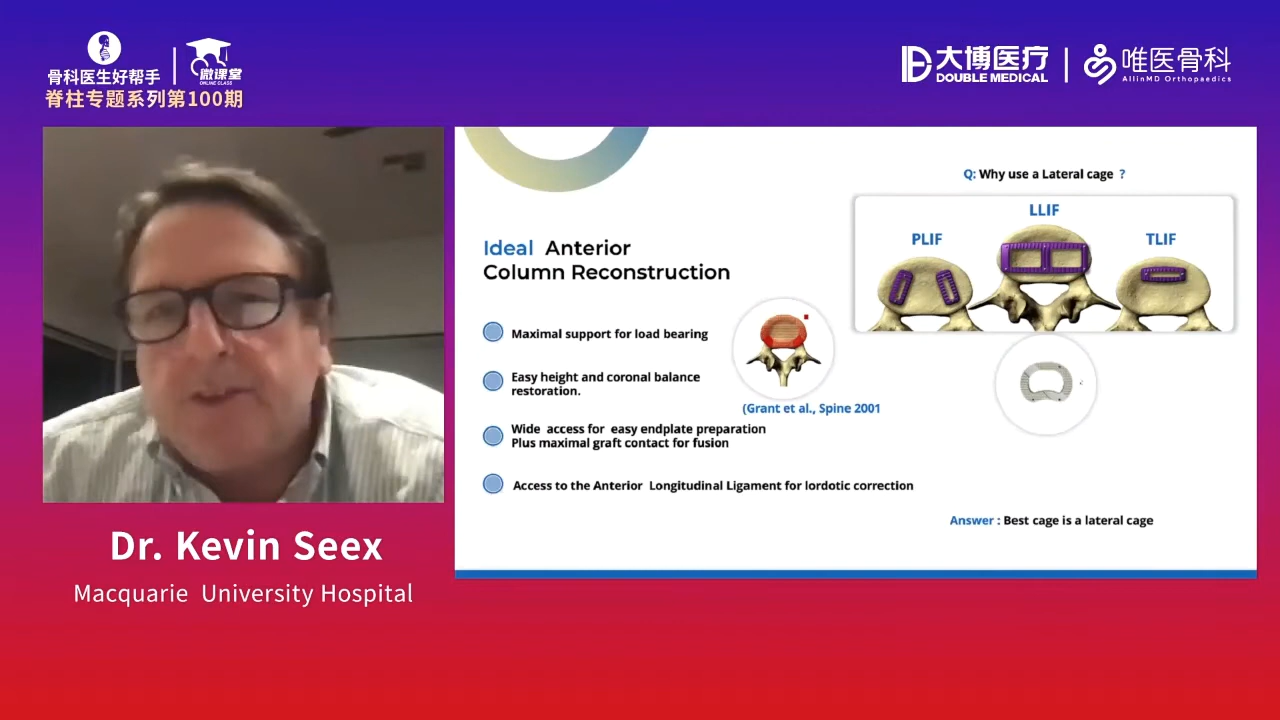 骨科医生好帮手
微课堂
ONLINE CLASS
脊柱专题系列第100期
大博医疗
DOUBLE MEDICAL
唯医骨科
AllinMD Orthopaedics
Dr. Kevin Seex
Macquarie University Hospital
Ideal Anterior
Column Reconstruction
Maximal support for load bearing
Easy height and coronal balance
restoration.
Wide access for easy endplate preparation
Plus maximal graft contact for fusion
Access to the Anterior Longitudinal Ligament for lordotic correction
(Grant et al., Spine 2001
Q: Why use a Lateral cage ?
LLIF
PLIF
TLIF
Answer : Best cage is a lateral cage